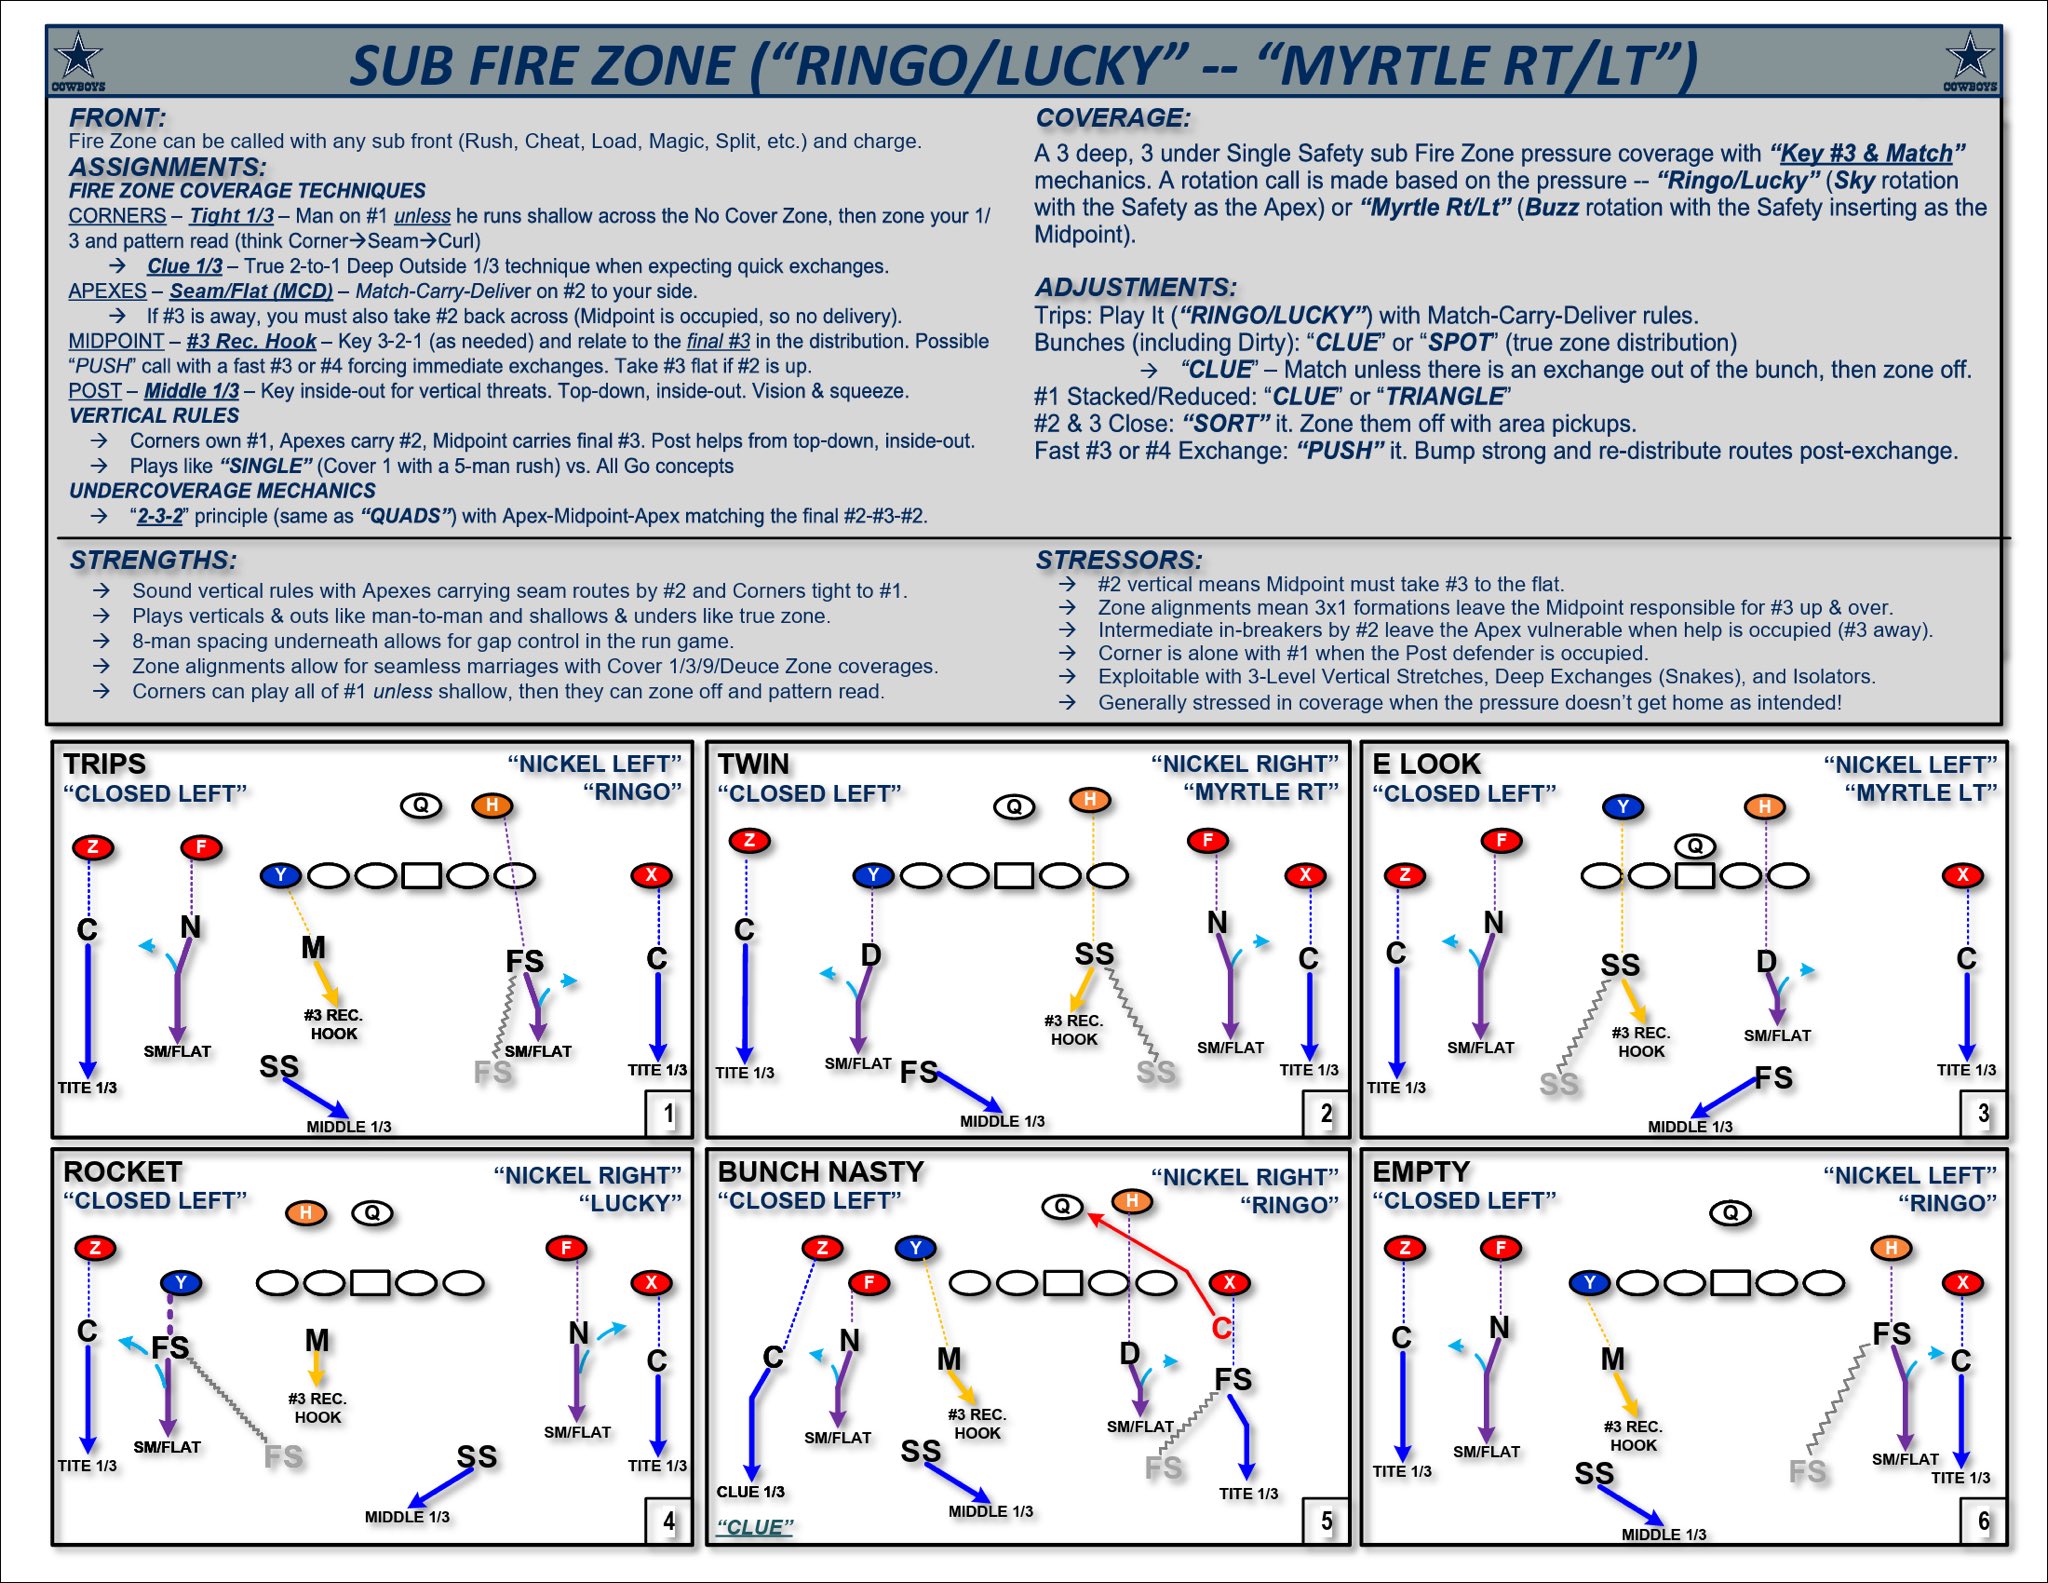 SUB FIRE ZONE (“RINGO/LUCKY” -- “MYRTLE RT/LT”)
COWBOYS
COWBOYS
FRONT:
Fire Zone can be called with any sub front (Rush, Cheat, Load, Magic, Split, etc.) and charge.
ASSIGNMENTS:
FIRE ZONE COVERAGE TECHNIQUES
CORNERS – Tight 1/3 – Man on #1 unless he runs shallow across the No Cover Zone, then zone your 1/
3 and pattern read (think Corner→Seam→Curl)
→ Clue 1/3 – True 2-to-1 Deep Outside 1/3 technique when expecting quick exchanges.
APEXES – Seam/Flat (MCD) – Match-Carry-Deliver on #2 to your side.
→ If #3 is away, you must also take #2 back across (Midpoint is occupied, so no delivery).
MIDPOINT – #3 Rec. Hook – Key 3-2-1 (as needed) and relate to the final #3 in the distribution. Possible
“PUSH” call with a fast #3 or #4 forcing immediate exchanges. Take #3 flat if #2 is up.
POST – Middle 1/3 – Key inside-out for vertical threats. Top-down, inside-out. Vision & squeeze.
VERTICAL RULES
→ Corners own #1, Apexes carry #2, Midpoint carries final #3. Post helps from top-down, inside-out.
→ Plays like “SINGLE” (Cover 1 with a 5-man rush) vs. All Go concepts
UNDERCOVERAGE MECHANICS
→ “2-3-2” principle (same as “QUADS”) with Apex-Midpoint-Apex matching the final #2-#3-#2.
COVERAGE:
A 3 deep, 3 under Single Safety sub Fire Zone pressure coverage with “Key #3 & Match”
mechanics. A rotation call is made based on the pressure -- “Ringo/Lucky” (Sky rotation
with the Safety as the Apex) or “Myrtle Rt/Lt” (Buzz rotation with the Safety inserting as the
Midpoint).
ADJUSTMENTS:
Trips: Play It (“RINGO/LUCKY”) with Match-Carry-Deliver rules.
Bunches (including Dirty): “CLUE” or “SPOT” (true zone distribution)
→ “CLUE” – Match unless there is an exchange out of the bunch, then zone off.
#1 Stacked/Reduced: “CLUE” or “TRIANGLE”
#2 & 3 Close: “SORT” it. Zone them off with area pickups.
Fast #3 or #4 Exchange: “PUSH” it. Bump strong and re-distribute routes post-exchange.
STRENGTHS:
→ Sound vertical rules with Apexes carrying seam routes by #2 and Corners tight to #1.
→ Plays verticals & outs like man-to-man and shallows & unders like true zone.
→ 8-man spacing underneath allows for gap control in the run game.
→ Zone alignments allow for seamless marriages with Cover 1/3/9/Deuce Zone coverages.
→ Corners can play all of #1 unless shallow, then they can zone off and pattern read.
STRESSORS:
→ #2 vertical means Midpoint must take #3 to the flat.
→ Zone alignments mean 3x1 formations leave the Midpoint responsible for #3 up & over.
→ Intermediate in-breakers by #2 leave the Apex vulnerable when help is occupied (#3 away).
→ Corner is alone with #1 when the Post defender is occupied.
→ Exploitable with 3-Level Vertical Stretches, Deep Exchanges (Snakes), and Isolators.
→ Generally stressed in coverage when the pressure doesn’t get home as intended!
TRIPS
“CLOSED LEFT”
“NICKEL LEFT”
“RINGO”
Q H
Z F
Y X
C N M FS C
#3 REC.
HOOK
SM/FLAT SM/FLAT
SS FS
TITE 1/3 TITE 1/3
MIDDLE 1/3
1
TWIN
“CLOSED LEFT”
“NICKEL RIGHT”
“MYRTLE RT”
Q H
Z F
Y X
C D SS N C
#3 REC.
HOOK
SM/FLAT SM/FLAT
TITE 1/3 FS SS TITE 1/3
MIDDLE 1/3
2
E LOOK
“CLOSED LEFT”
“NICKEL LEFT”
“MYRTLE LT”
Y H
Z F Q X
C N SS D C
#3 REC.
HOOK
SM/FLAT SM/FLAT
TITE 1/3 SS FS TITE 1/3
MIDDLE 1/3
3
ROCKET
“CLOSED LEFT”
“NICKEL RIGHT”
“LUCKY”
H Q
Z F
Y X
C FS M N C
#3 REC.
HOOK
SM/FLAT SM/FLAT
TITE 1/3 FS SS TITE 1/3
MIDDLE 1/3
4
BUNCH NASTY
“CLOSED LEFT”
“NICKEL RIGHT”
“RINGO”
Q H
Z Y
F X
C
C N M D FS
#3 REC.
HOOK
SM/FLAT SM/FLAT
SS FS
CLUE 1/3 TITE 1/3
MIDDLE 1/3
“CLUE”
5
EMPTY
“CLOSED LEFT”
“NICKEL LEFT”
“RINGO”
Q
Z F H
Y X
C N M FS C
#3 REC.
HOOK
SM/FLAT SM/FLAT
TITE 1/3 SS FS TITE 1/3
MIDDLE 1/3
6